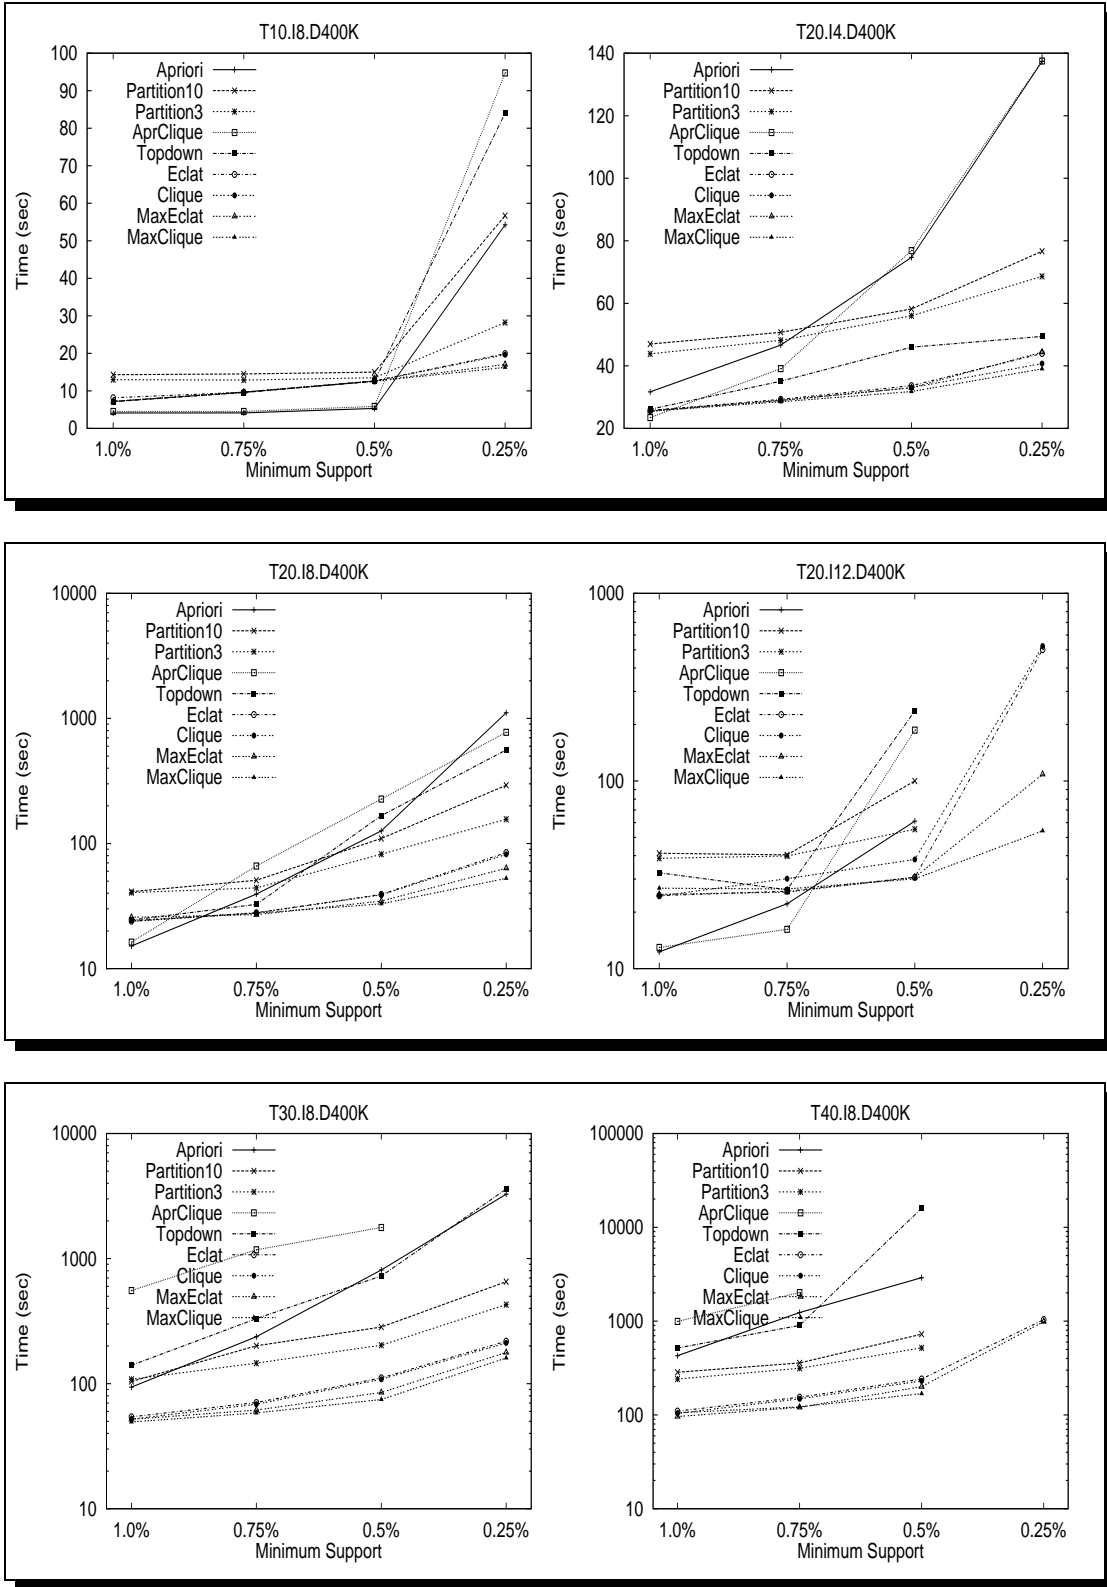 T10.I8.D400K
100
90
80
70
60
50
40
30
20
10
0
Time (sec)
Apriori
Partition10
Partition3
AprClique
Topdown
Eclat
Clique
MaxEclat
MaxClique
1.0% 0.75% 0.5% 0.25%
Minimum Support
T20.I4.D400K
140
120
100
80
60
40
20
Time (sec)
Apriori
Partition10
Partition3
AprClique
Topdown
Eclat
Clique
MaxEclat
MaxClique
1.0% 0.75% 0.5% 0.25%
Minimum Support
T20.I8.D400K
10000
1000
100
10
Time (sec)
Apriori
Partition10
Partition3
AprClique
Topdown
Eclat
Clique
MaxEclat
MaxClique
1.0% 0.75% 0.5% 0.25%
Minimum Support
T20.I12.D400K
1000
100
10
Time (sec)
Apriori
Partition10
Partition3
AprClique
Topdown
Eclat
Clique
MaxEclat
MaxClique
1.0% 0.75% 0.5% 0.25%
Minimum Support
T30.I8.D400K
10000
1000
100
10
Time (sec)
Apriori
Partition10
Partition3
AprClique
Topdown
Eclat
Clique
MaxEclat
MaxClique
1.0% 0.75% 0.5% 0.25%
Minimum Support
T40.I8.D400K
100000
10000
1000
100
10
Time (sec)
Apriori
Partition10
Partition3
AprClique
Topdown
Eclat
Clique
MaxEclat
MaxClique
1.0% 0.75% 0.5% 0.25%
Minimum Support